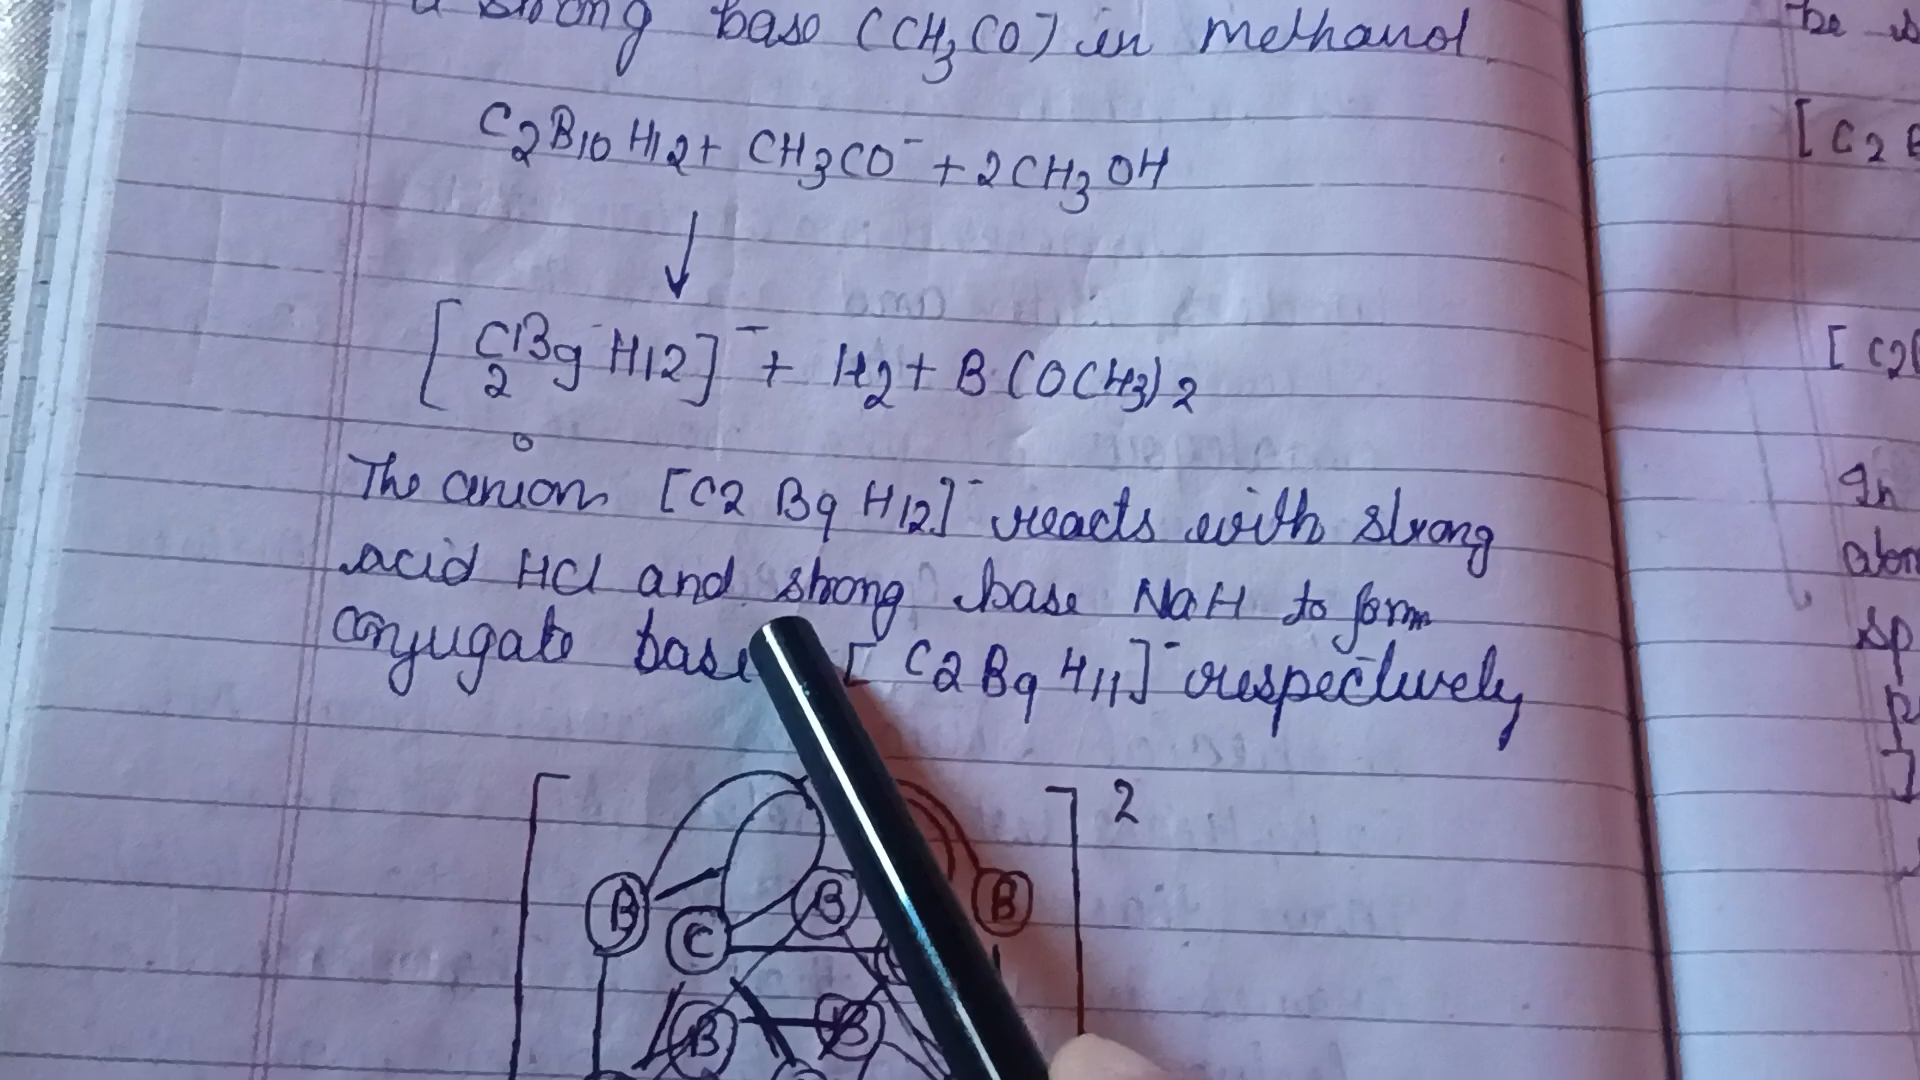 a strong base (CH3CO) in methanol
C2B10H12 + CH3CO⁻ + 2CH3OH
↓
[C2B9H12]⁻ + H2 + B(OCH3)2
The anion [C2B9H12]⁻ reacts with strong
acid HCl and strong base NaH to form
conjugate base [C2B9H11]⁻ respectively
2
B B B
C
B B
be
[C2
[C2
In